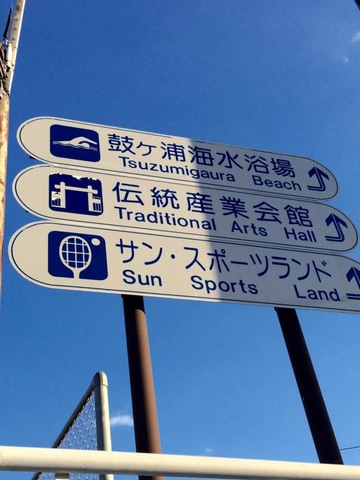 鼓ヶ浦海水浴場
Tsuzumigaura Beach
伝統産業会館
Traditional Arts Hall
サン・スポーツランド
Sun Sports Land